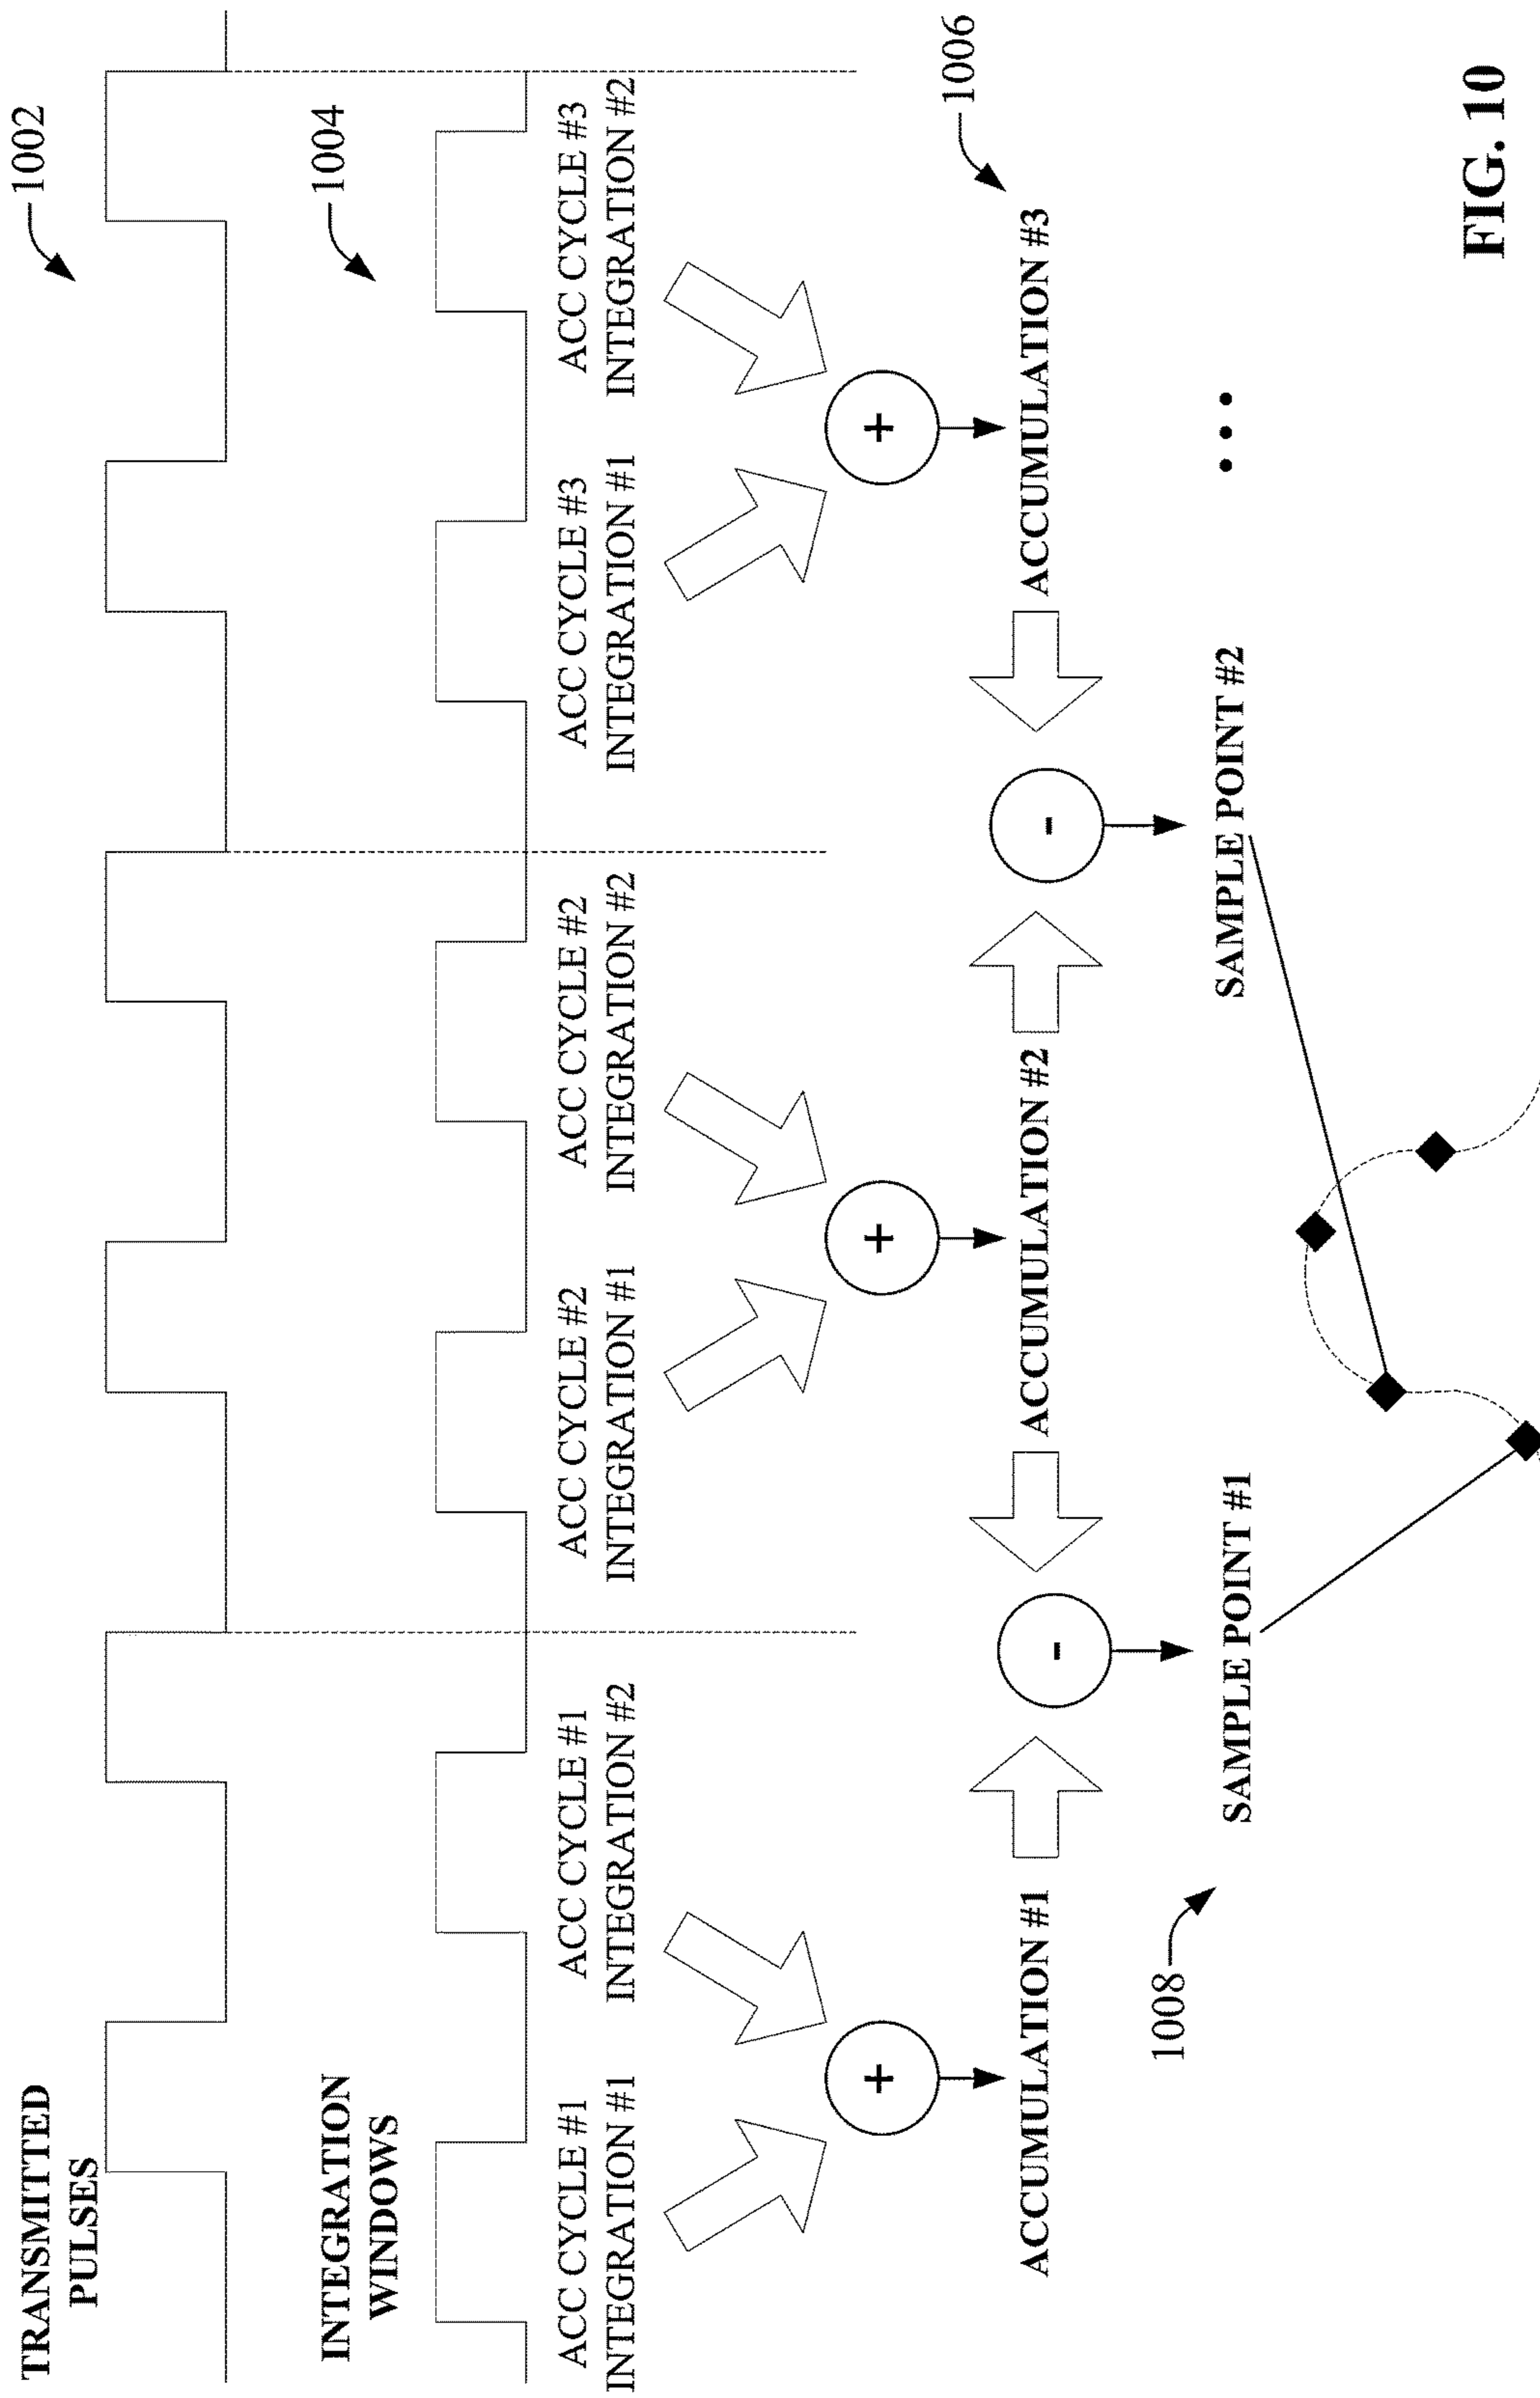 TRANSMITTED
PULSES
1002
INTEGRATION
WINDOWS
1004
ACC CYCLE #1
INTEGRATION #1
ACC CYCLE #1
INTEGRATION #2
ACC CYCLE #2
INTEGRATION #1
ACC CYCLE #2
INTEGRATION #2
ACC CYCLE #3
INTEGRATION #1
ACC CYCLE #3
INTEGRATION #2
+
+
+
1006
ACCUMULATION #1
-
ACCUMULATION #2
-
ACCUMULATION #3
1008
SAMPLE POINT #1
SAMPLE POINT #2
•••
FIG. 10